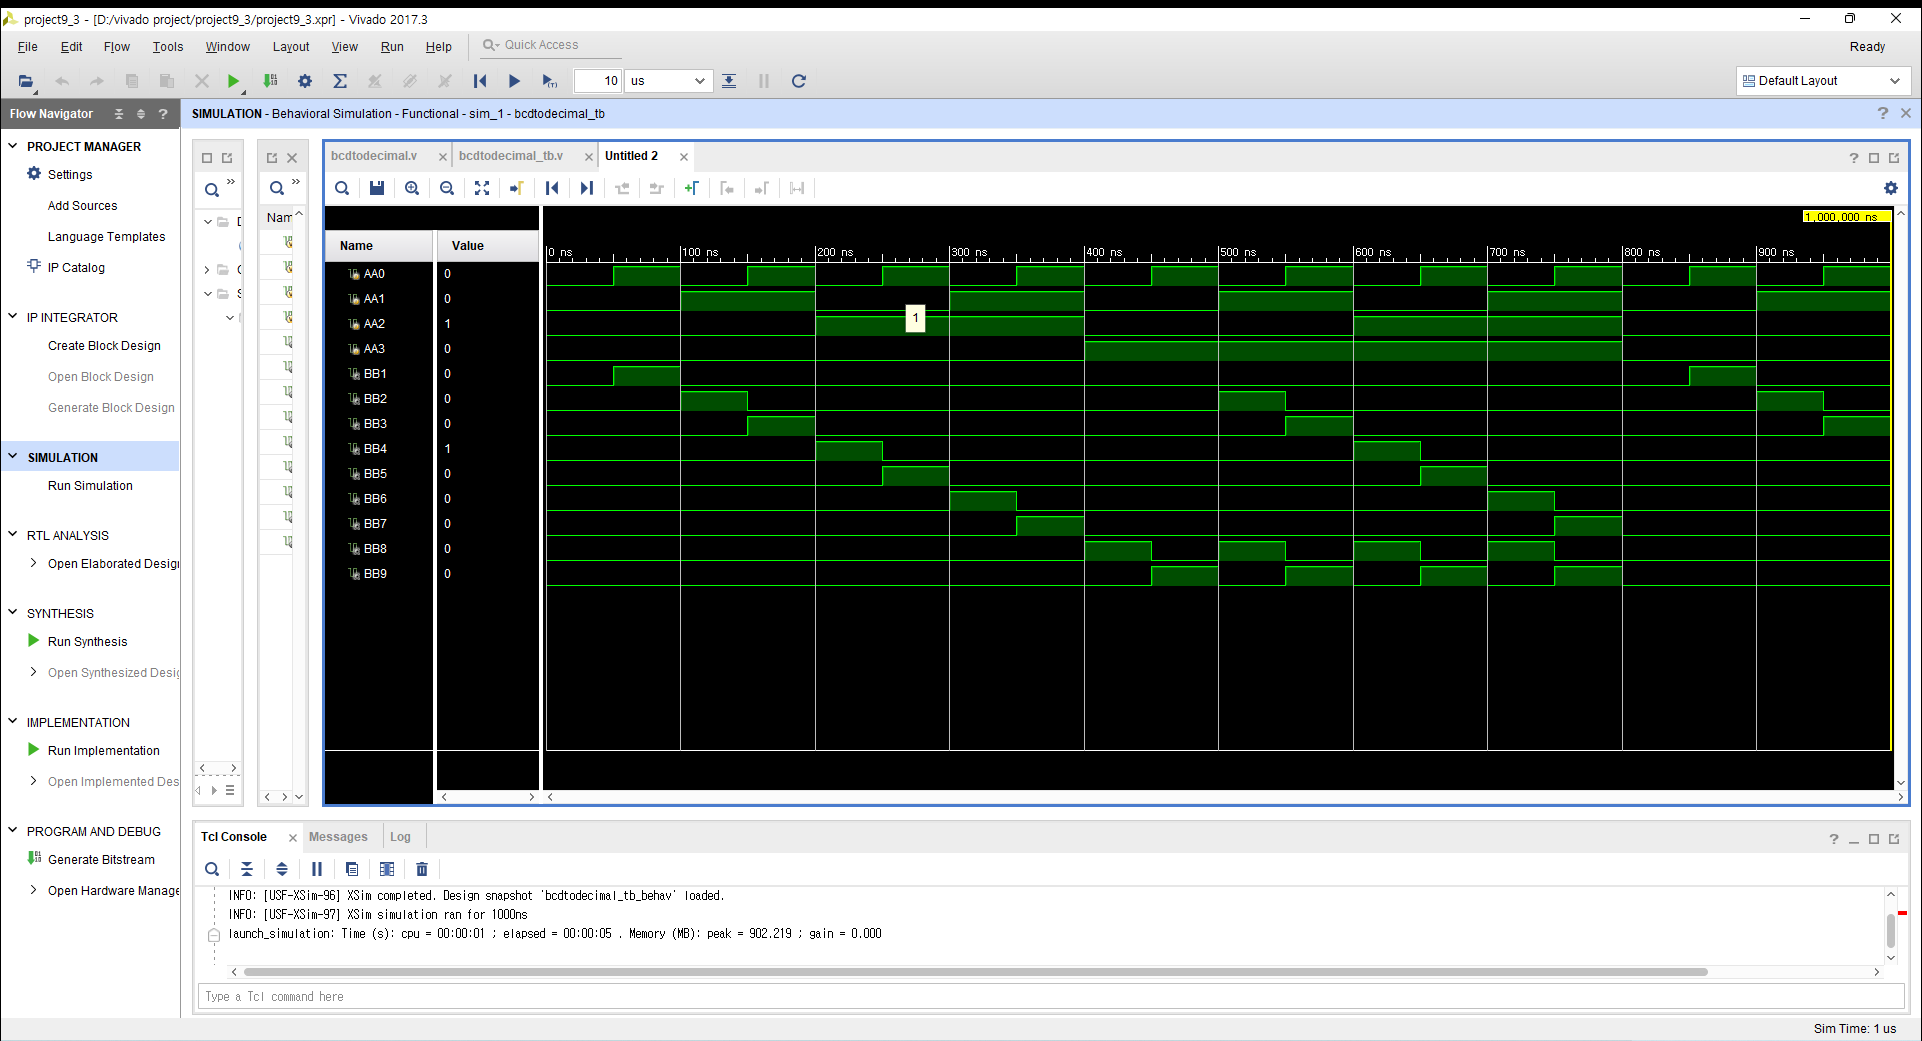 project9_3 - [D:/vivado project/project9_3/project9_3.xpr] - Vivado 2017.3
File Edit Flow Tools Window Layout View Run Help Quick Access Ready
10 us Default Layout
Flow Navigator
SIMULATION - Behavioral Simulation - Functional - sim_1 - bcdtodecimal_tb
PROJECT MANAGER
Settings
Add Sources
Language Templates
IP Catalog
IP INTEGRATOR
Create Block Design
Open Block Design
Generate Block Design
SIMULATION
Run Simulation
RTL ANALYSIS
Open Elaborated Design
SYNTHESIS
Run Synthesis
Open Synthesized Desig
IMPLEMENTATION
Run Implementation
Open Implemented Des
PROGRAM AND DEBUG
Generate Bitstream
Open Hardware Manage
Nam
bcdtodecimal.v bcdtodecimal_tb.v Untitled 2
1,000,000 ns
Name Value
0 ns 100 ns 200 ns 300 ns 400 ns 500 ns 600 ns 700 ns 800 ns 900 ns
AA0 0
AA1 0
1
AA2 1
AA3 0
BB1 0
BB2 0
BB3 0
BB4 1
BB5 0
BB6 0
BB7 0
BB8 0
BB9 0
Tcl Console Messages Log
INFO: [USF-XSim-96] XSim completed. Design snapshot 'bcdtodecimal_tb_behav' loaded.
INFO: [USF-XSim-97] XSim simulation ran for 1000ns
launch_simulation: Time (s): cpu = 00:00:01 ; elapsed = 00:00:05 . Memory (MB): peak = 902.219 ; gain = 0.000
Type a Tcl command here
Sim Time: 1 us